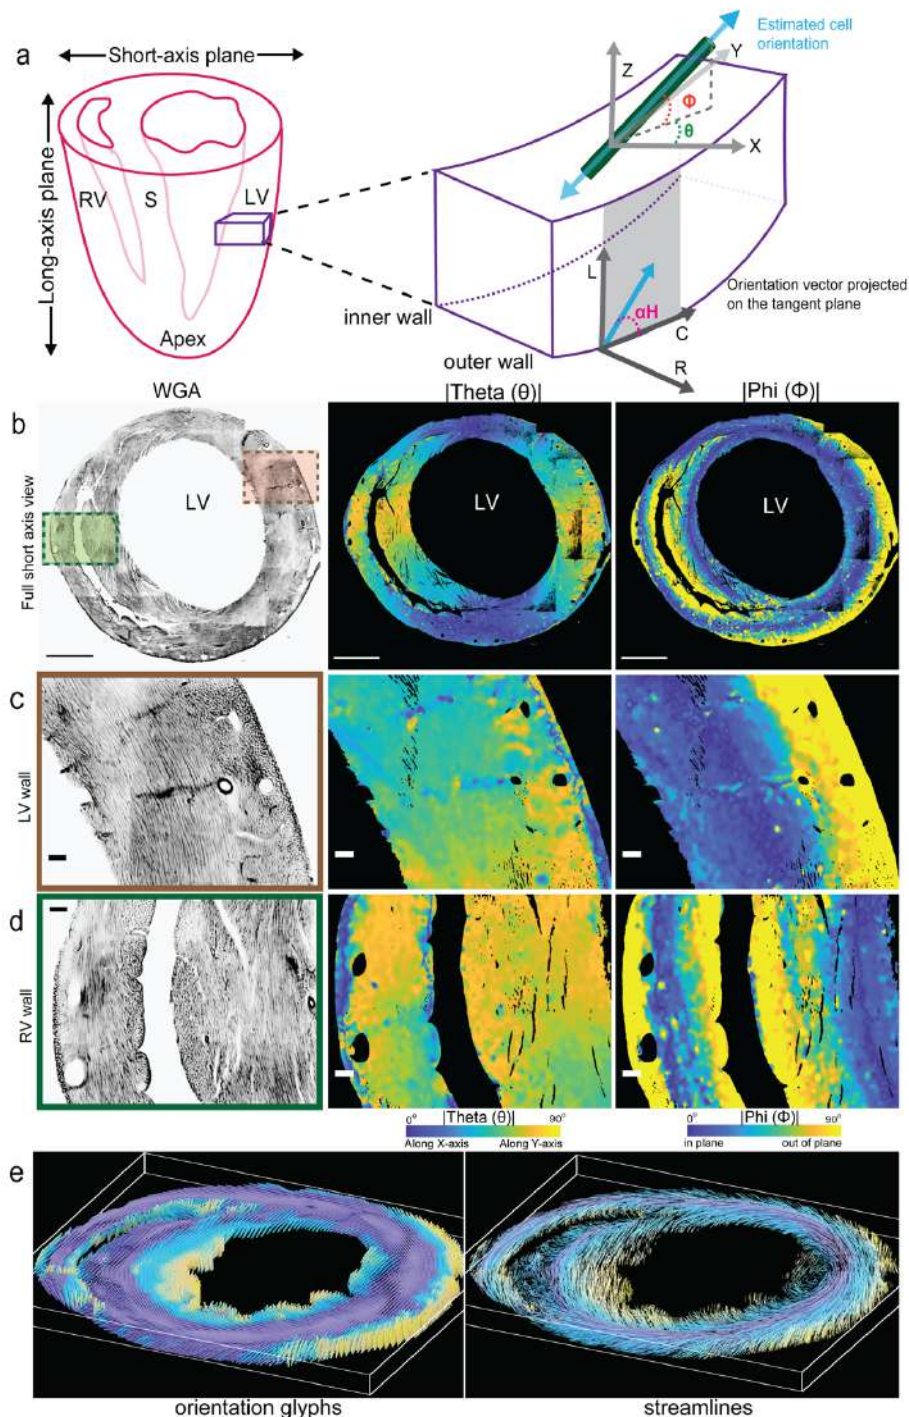 a
Short-axis plane
Long-axis plane
RV
S
LV
Apex
inner wall
outer wall
Estimated cell
orientation
Z
Y
Φ
θ
X
L
αH
C
R
Orientation vector projected
on the tangent plane
WGA
|Theta (θ)|
|Phi (Φ)|
b
Full short axis view
LV
LV
LV
c
LV wall
d
RV wall
0° |Theta (θ)| 90°
Along X-axis Along Y-axis
0° |Phi (Φ)| 90°
in plane out of plane
e
orientation glyphs
streamlines